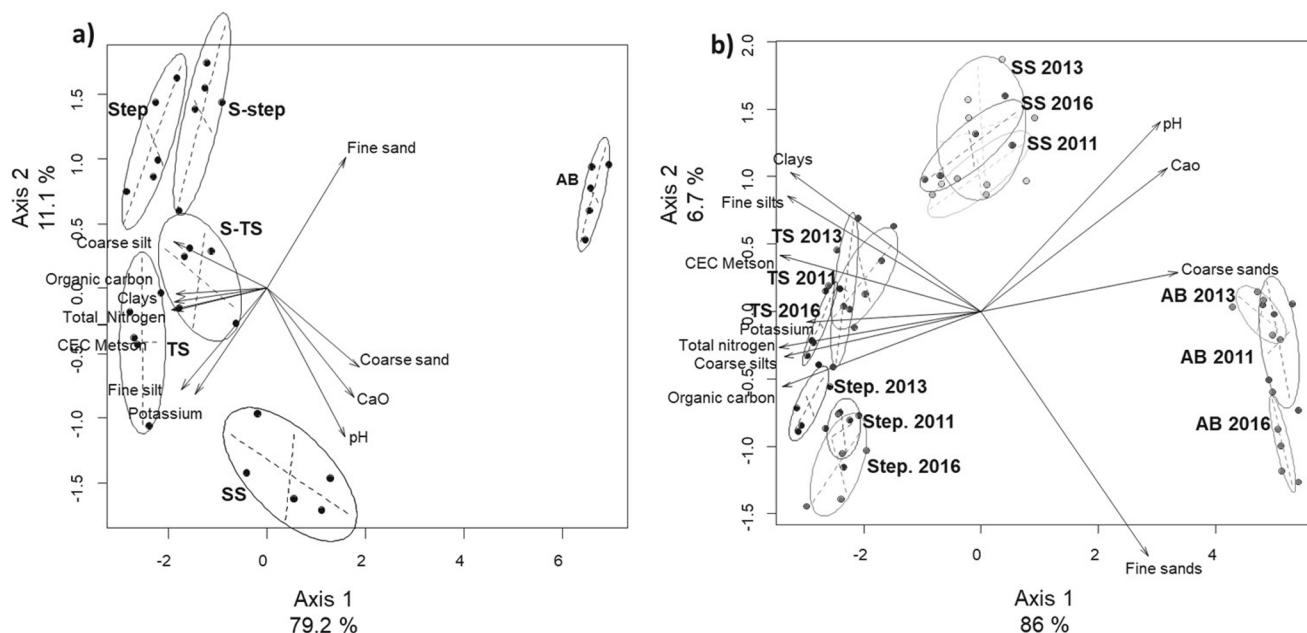 a)
Step
S-step
Fine sand
AB
S-TS
Coarse silt
Organic carbon
Clays
Total Nitrogen
CEC Metson
TS
Coarse sand
Fine silt
CaO
Potassium
pH
SS
Axis 2
11.1 %
1.5
1.0
0.5
0.0
-0.5
-1.0
-1.5
-2 0 2 4 6
Axis 1
79.2 %
b)
SS 2013
SS 2016
pH
SS 2011
Clays
Cao
Fine silts
TS 2013
CEC Metson
Coarse sands
TS 2011
AB 2013
TS 2016
Potassium
Total nitrogen
AB 2011
Coarse silts
Step. 2013
Organic carbon
Step. 2011
AB 2016
Step. 2016
Fine sands
Axis 2
6.7 %
2.0
1.5
1.0
0.5
0.0
-0.5
-1.0
-1.5
-2 0 2 4
Axis 1
86 %